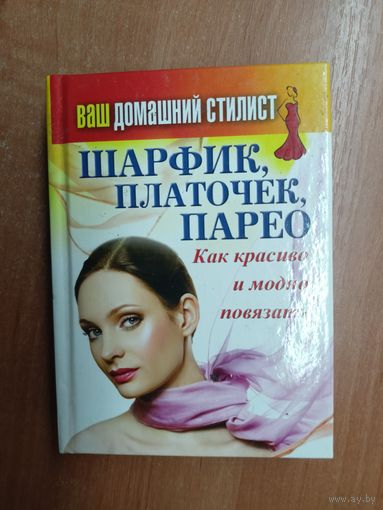 ваш домашний стилист
ШАРФИК,
ПЛАТОЧЕК,
ПАРЕО
Как красиво
и модно
повязать
www.ay.by